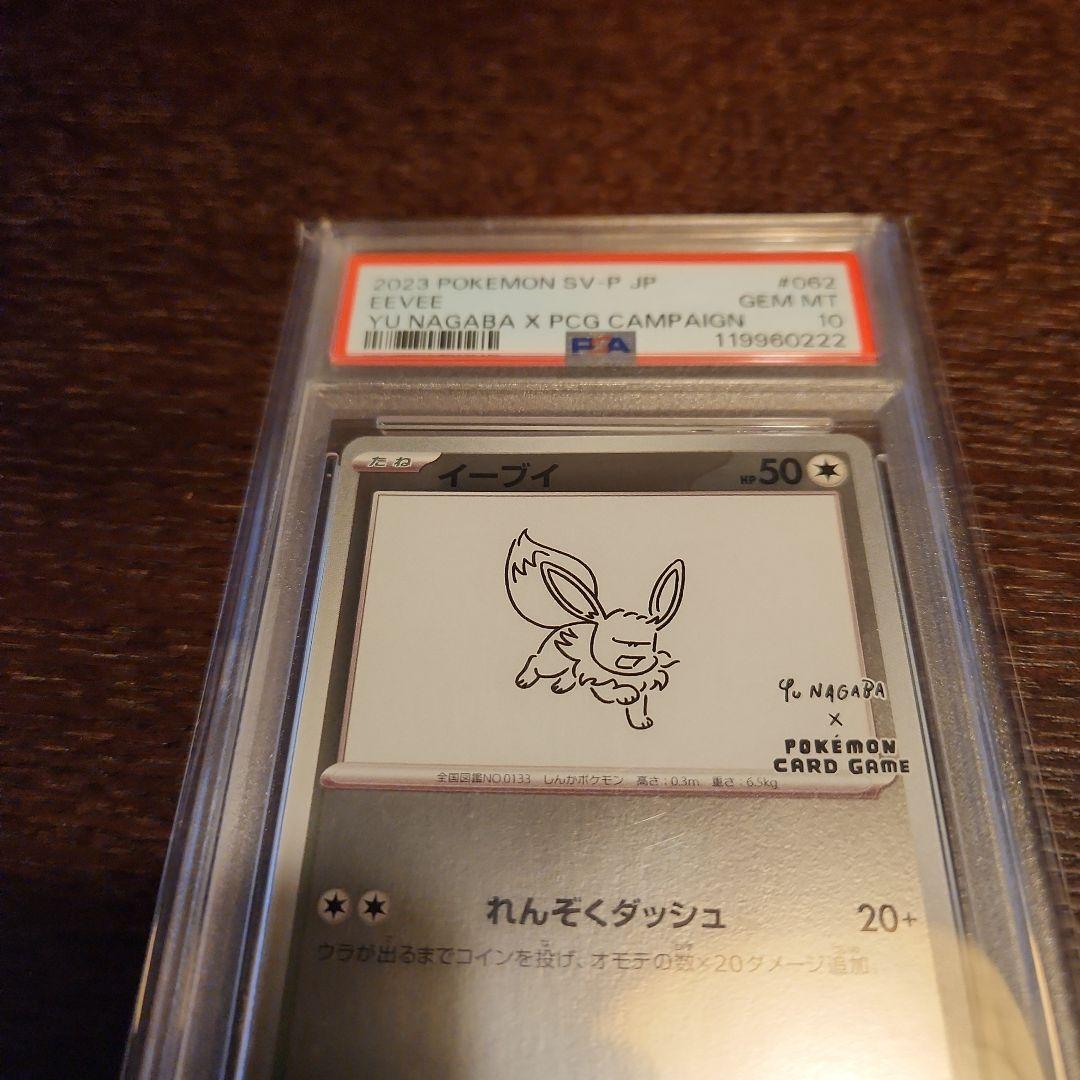 2023 POKEMON SV-P JP #062
EEVEE GEM MT
YU NAGABA X PCG CAMPAIGN 10
PSA 119960222
たね イーブイ HP 50
Yu NAGABA
X
POKÉMON
CARD GAME
全国図鑑NO.0133 しんかポケモン 高さ:0.3m 重さ:6.5kg
れんぞくダッシュ 20+
ウラが出るまでコインを投げ、オモテの数×20ダメージ追加。